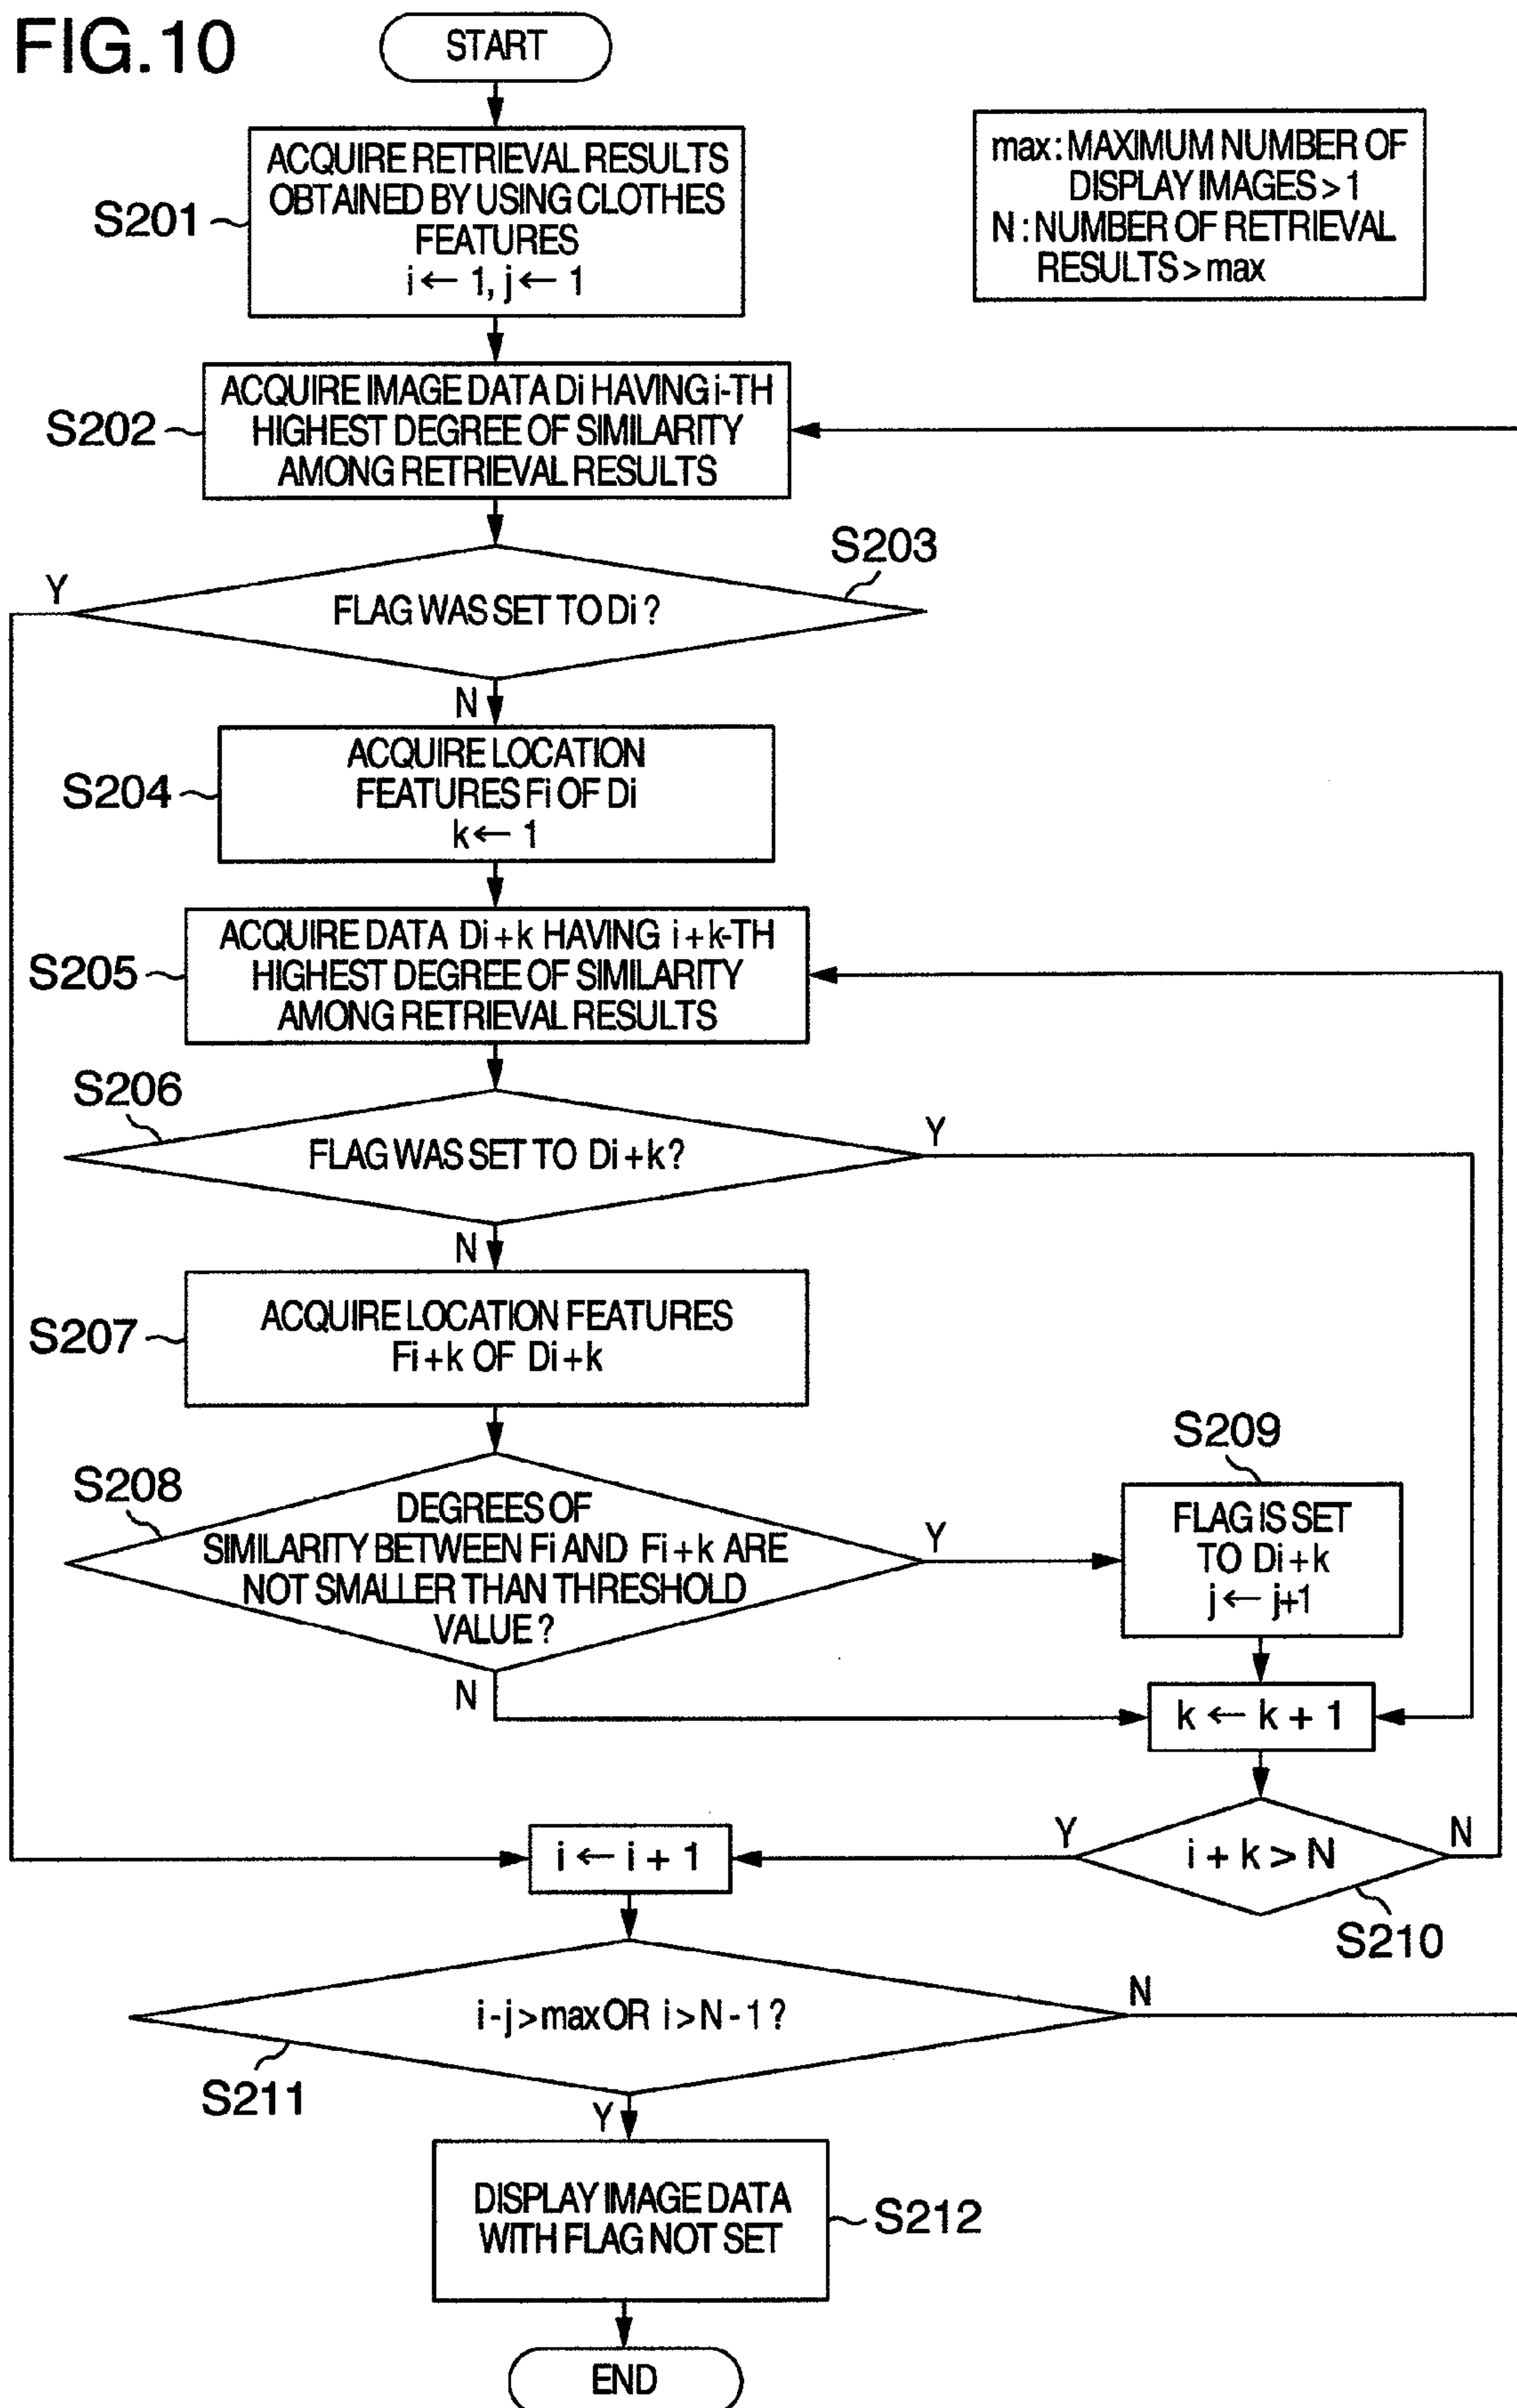 FIG.10
START
S201
ACQUIRE RETRIEVAL RESULTS
OBTAINED BY USING CLOTHES
FEATURES
i ← 1, j ← 1
max : MAXIMUM NUMBER OF
DISPLAY IMAGES > 1
N : NUMBER OF RETRIEVAL
RESULTS > max
S202
ACQUIRE IMAGE DATA Di HAVING i-TH
HIGHEST DEGREE OF SIMILARITY
AMONG RETRIEVAL RESULTS
S203
Y
FLAG WAS SET TO Di ?
N
S204
ACQUIRE LOCATION
FEATURES Fi OF Di
k ← 1
S205
ACQUIRE DATA Di+k HAVING i+k-TH
HIGHEST DEGREE OF SIMILARITY
AMONG RETRIEVAL RESULTS
S206
Y
FLAG WAS SET TO Di+k ?
N
S207
ACQUIRE LOCATION FEATURES
Fi+k OF Di+k
S208
DEGREES OF
SIMILARITY BETWEEN Fi AND Fi+k ARE
NOT SMALLER THAN THRESHOLD
VALUE ?
Y
N
S209
FLAG IS SET
TO Di+k
j ← j+1
k ← k + 1
Y
i + k > N
N
S210
i ← i + 1
i - j > max OR i > N - 1 ?
N
S211
Y
DISPLAY IMAGE DATA
WITH FLAG NOT SET
S212
END